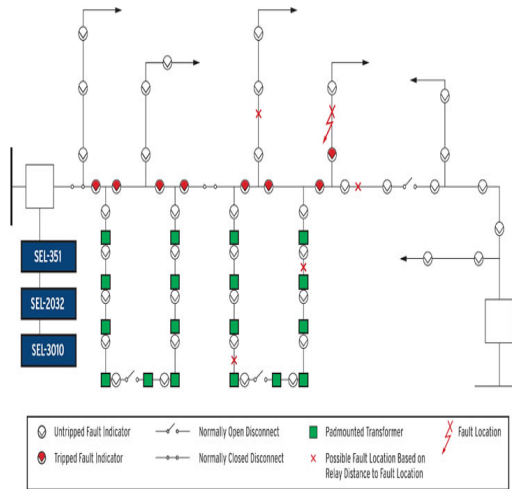 SEL-351
SEL-2032
SEL-3010
Untripped Fault Indicator
Normally Open Disconnect
Padmounted Transformer
Fault Location
Tripped Fault Indicator
Normally Closed Disconnect
Possible Fault Location Based on
Relay Distance to Fault Location